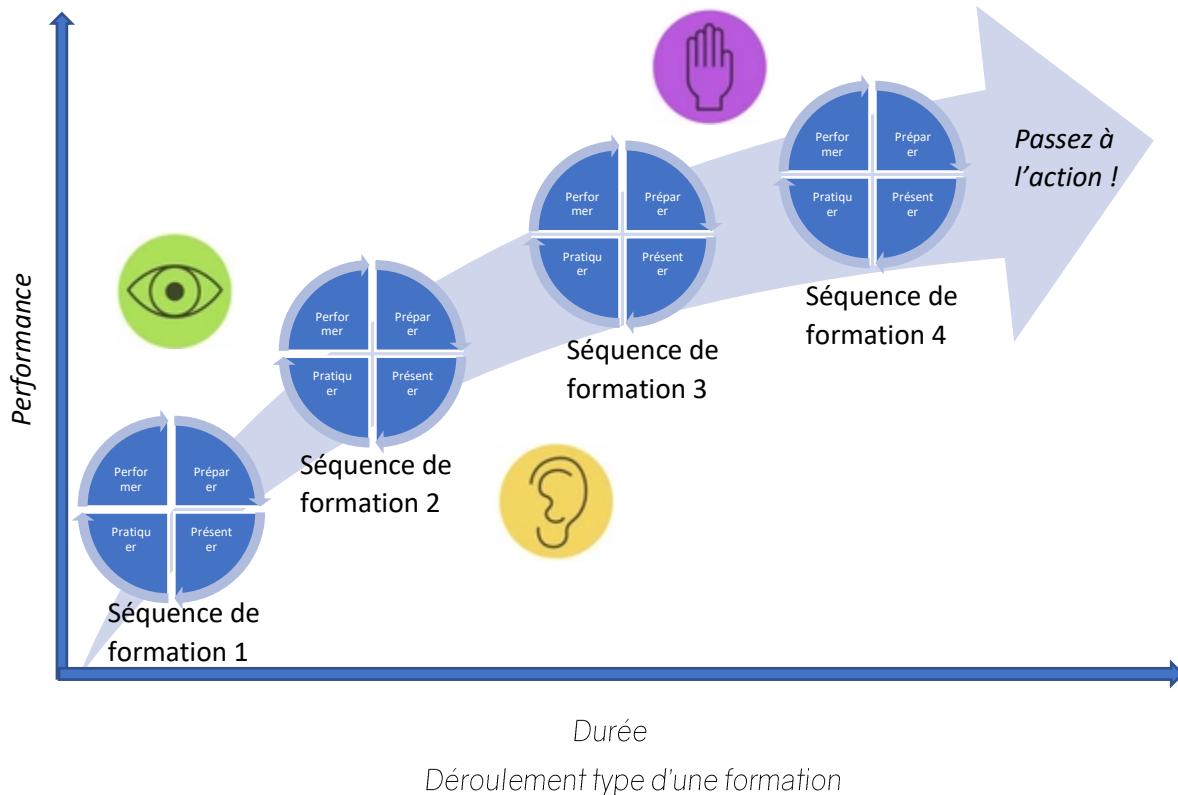 Performance
Perfor
mer
Prépar
er
Pratiqu
er
Présent
er
Séquence de
formation 1
Perfor
mer
Prépar
er
Pratiqu
er
Présent
er
Séquence de
formation 2
Perfor
mer
Prépar
er
Pratiqu
er
Présent
er
Séquence de
formation 3
Perfor
mer
Prépar
er
Pratiqu
er
Présent
er
Séquence de
formation 4
Passez à
l'action !
Durée
Déroulement type d'une formation